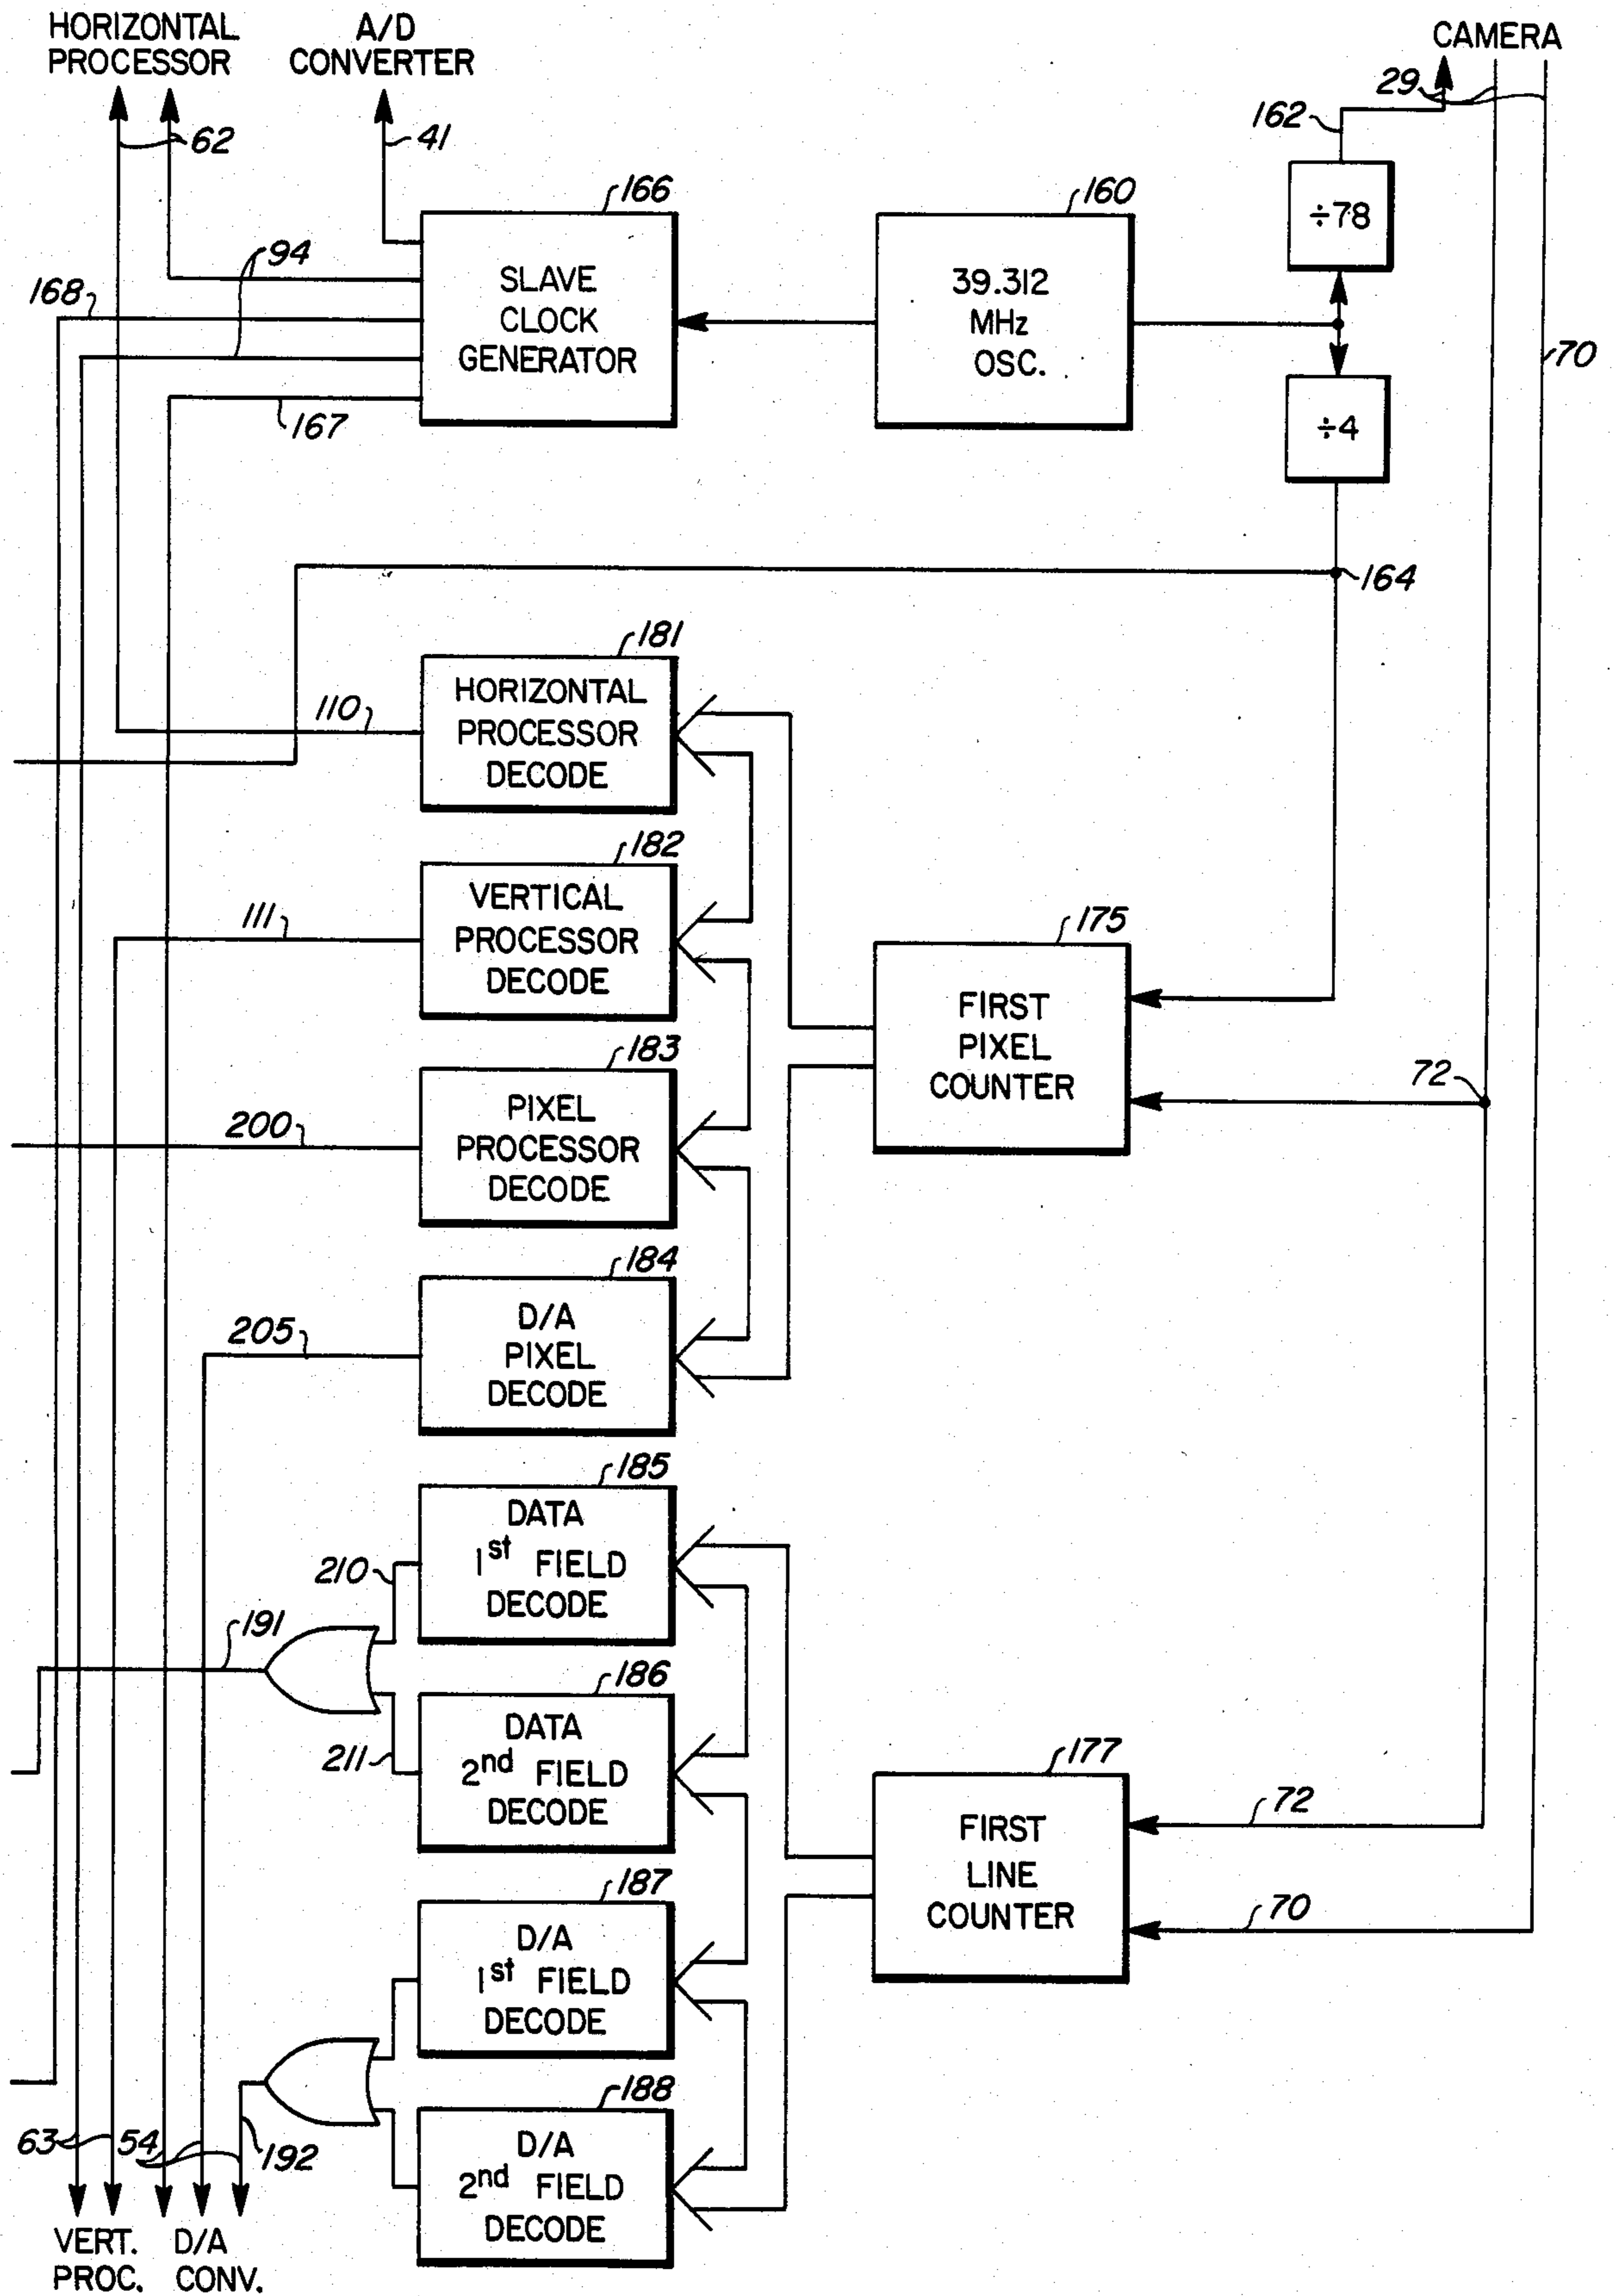 HORIZONTAL
PROCESSOR
A/D
CONVERTER
CAMERA
29
162
62
41
÷78
166
160
94
168
SLAVE
CLOCK
GENERATOR
39.312
MHz
OSC.
70
÷4
167
164
181
HORIZONTAL
PROCESSOR
DECODE
110
182
VERTICAL
PROCESSOR
DECODE
111
175
FIRST
PIXEL
COUNTER
183
PIXEL
PROCESSOR
DECODE
200
72
184
D/A
PIXEL
DECODE
205
185
DATA
1st FIELD
DECODE
210
191
186
DATA
2nd FIELD
DECODE
211
177
FIRST
LINE
COUNTER
72
70
187
D/A
1st FIELD
DECODE
188
D/A
2nd FIELD
DECODE
63
54
192
VERT.
PROC.
D/A
CONV.